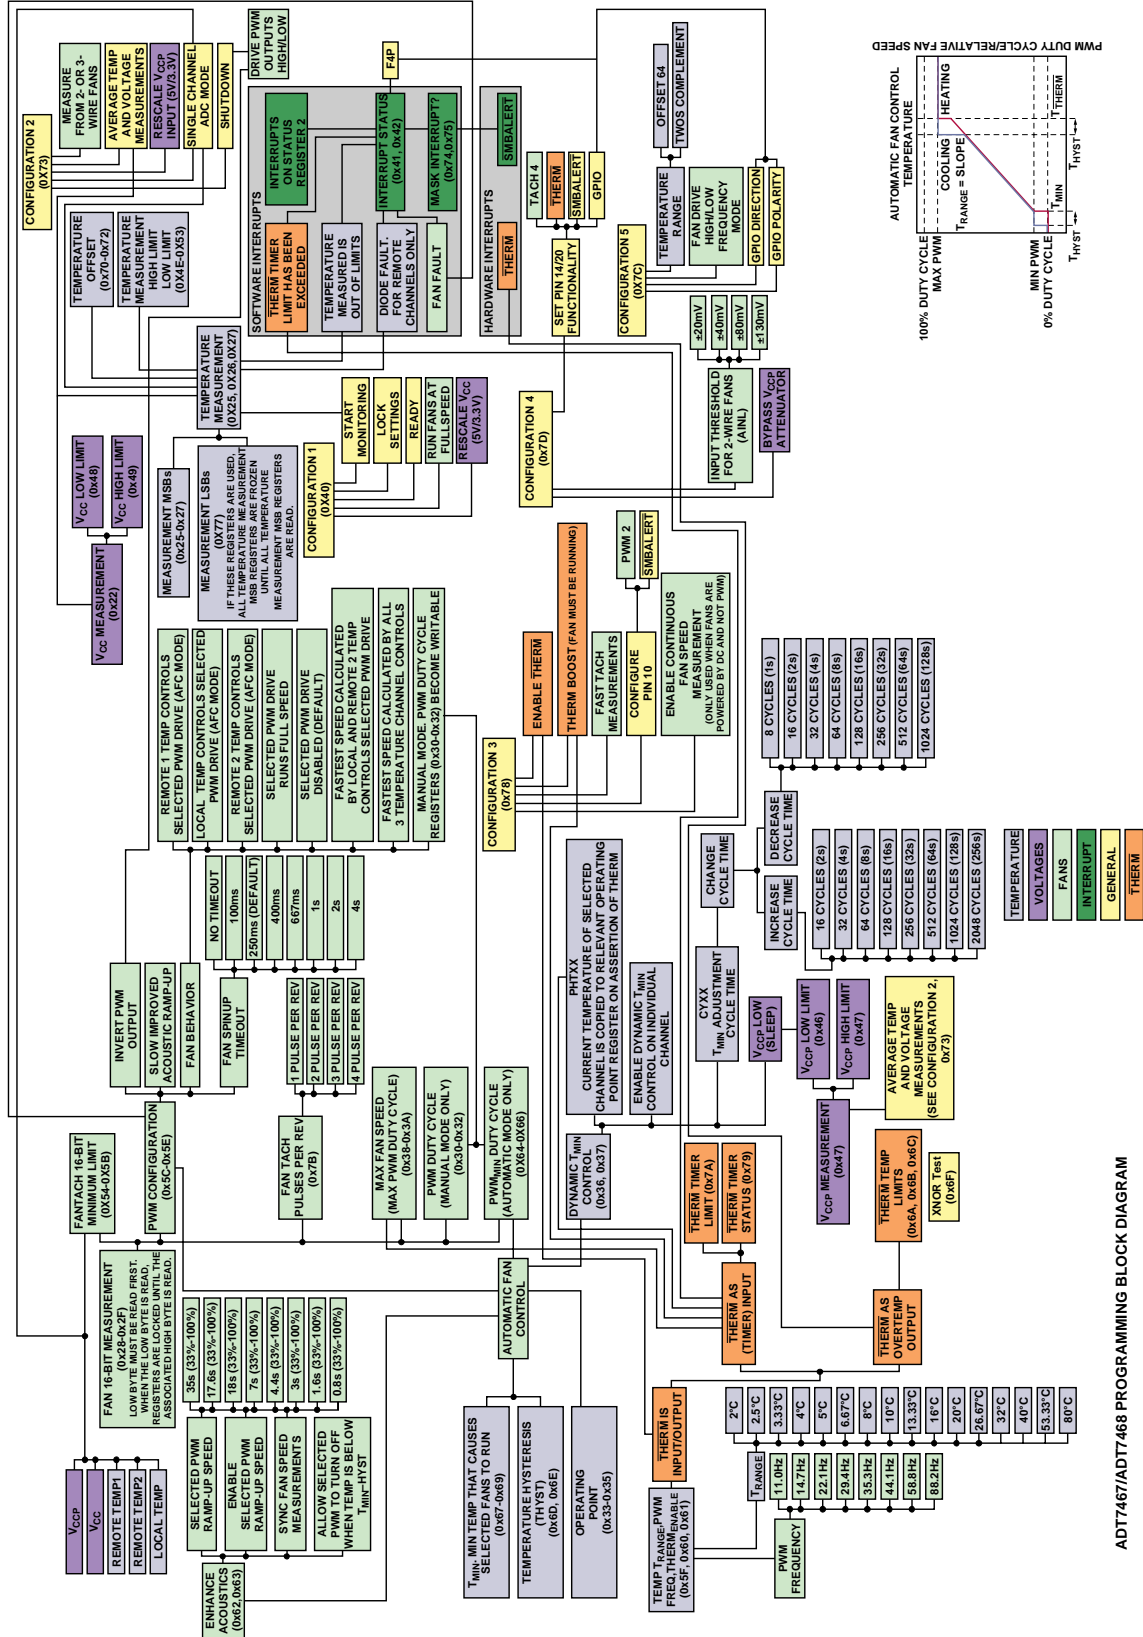 VCCP
VCC
REMOTE TEMP1
REMOTE TEMP2
LOCAL TEMP
FAN 16-BIT MEASUREMENT
(0x28-0x2F)
LOW BYTE MUST BE READ FIRST.
WHEN THE LOW BYTE IS READ,
REGISTERS ARE LOCKED UNTIL THE
ASSOCIATED HIGH BYTE IS READ.
FANTACH 16-BIT
MINIMUM LIMIT
(0X54-0X5B)
PWM CONFIGURATION
(0x5C-0x5E)
INVERT PWM
OUTPUT
SLOW IMPROVED
ACOUSTIC RAMP-UP
FAN BEHAVIOR
FAN SPINUP
TIMEOUT
REMOTE 1 TEMP CONTROLS
SELECTED PWM DRIVE (AFC MODE)
LOCAL TEMP CONTROLS SELECTED
PWM DRIVE (AFC MODE)
REMOTE 2 TEMP CONTROLS
SELECTED PWM DRIVE (AFC MODE)
SELECTED PWM DRIVE
RUNS FULL SPEED
SELECTED PWM DRIVE
DISABLED (DEFAULT)
FASTEST SPEED CALCULATED
BY LOCAL AND REMOTE 2 TEMP
CONTROLS SELECTED PWM DRIVE
FASTEST SPEED CALCULATED BY ALL
3 TEMPERATURE CHANNEL CONTROLS
MANUAL MODE. PWM DUTY CYCLE
REGISTERS (0x30-0x32) BECOME WRITABLE
NO TIMEOUT
100ms
250ms (DEFAULT)
400ms
667ms
1s
2s
4s
FAN TACH
PULSES PER REV
(0x7B)
1 PULSE PER REV
2 PULSE PER REV
3 PULSE PER REV
4 PULSE PER REV
MAX FAN SPEED
(MAX PWM DUTY CYCLE)
(0x38-0x3A)
PWM DUTY CYCLE
(MANUAL MODE ONLY)
(0x30-0x32)
PWMMIN DUTY CYCLE
(AUTOMATIC MODE ONLY)
(0X64-0X66)
ENHANCE
ACOUSTICS
(0x62,0x63)
SELECTED PWM
RAMP-UP SPEED
ENABLE
SELECTED PWM
RAMP-UP SPEED
SYNC FAN SPEED
MEASUREMENTS
ALLOW SELECTED
PWM TO TURN OFF
WHEN TEMP IS BELOW
TMIN–HYST
35s (33%-100%)
17.6s (33%-100%)
18s (33%-100%)
7s (33%-100%)
4.4s (33%-100%)
3s (33%-100%)
1.6s (33%-100%)
0.8s (33%-100%)
AUTOMATIC FAN
CONTROL
TMIN, MIN TEMP THAT CAUSES
SELECTED FANS TO RUN
(0x67-0x69)
TEMPERATURE HYSTERESIS
(THYST)
(0x6D, 0x6E)
OPERATING
POINT
(0x33-0x35)
DYNAMIC TMIN
CONTROL
(0x36, 0x37)
PHTXX
CURRENT TEMPERATURE OF SELECTED
CHANNEL IS COPIED TO RELEVANT OPERATING
POINT REGISTER ON ASSERTION OF THERM
ENABLE DYNAMIC TMIN
CONTROL ON INDIVIDUAL
CHANNEL
CYXX
TMIN ADJUSTMENT
CYCLE TIME
VCCP LOW
(SLEEP)
CHANGE
CYCLE TIME
INCREASE
CYCLE TIME
DECREASE
CYCLE TIME
8 CYCLES (1s)
16 CYCLES (2s)
32 CYCLES (4s)
64 CYCLES (8s)
128 CYCLES (16s)
256 CYCLES (32s)
512 CYCLES (64s)
1024 CYCLES (128s)
16 CYCLES (2s)
32 CYCLES (4s)
64 CYCLES (8s)
128 CYCLES (16s)
256 CYCLES (32s)
512 CYCLES (64s)
1024 CYCLES (128s)
2048 CYCLES (256s)
TEMP TRANGE,PWM
FREQ,THERMENABLE
(0x5F, 0x60, 0x61)
THERM IS
INPUT/OUTPUT
THERM AS
(TIMER) INPUT
THERM TIMER
LIMIT (0x7A)
THERM TIMER
STATUS (0x79)
THERM AS
OVERTEMP
OUTPUT
THERM TEMP
LIMITS
(0x6A, 0x6B, 0x6C)
XNOR Test
(0x6F)
TRANGE
2°C
2.5°C
3.33°C
4°C
5°C
6.67°C
8°C
10°C
13.33°C
16°C
20°C
26.67°C
32°C
40°C
53.33°C
80°C
PWM
FREQUENCY
11.0Hz
14.7Hz
22.1Hz
29.4Hz
35.3Hz
44.1Hz
58.8Hz
88.2Hz
VCCP MEASUREMENT
(0x47)
VCCP LOW LIMIT
(0x46)
VCCP HIGH LIMIT
(0x47)
AVERAGE TEMP
AND VOLTAGE
MEASUREMENTS
(SEE CONFIGURATION 2,
0x73)
CONFIGURATION 3
(0x78)
ENABLE THERM
THERM BOOST (FAN MUST BE RUNNING)
FAST TACH
MEASUREMENTS
CONFIGURE
PIN 10
PWM 2
SMBALERT
ENABLE CONTINUOUS
FAN SPEED
MEASUREMENT
(ONLY USED WHEN FANS ARE
POWERED BY DC AND NOT PWM)
VCC MEASUREMENT
(0x22)
VCC LOW LIMIT
(0x48)
VCC HIGH LIMIT
(0x49)
MEASUREMENT MSBs
(0x25-0x27)
MEASUREMENT LSBs
(0X77)
IF THESE REGISTERS ARE USED,
ALL TEMPERATURE MEASUREMENT
MSB REGISTERS ARE FROZEN
UNTIL ALL TEMPERATURE
MEASUREMENT MSB REGISTERS
ARE READ.
TEMPERATURE
MEASUREMENT
(0X25, 0X26,0X27)
TEMPERATURE
OFFSET
(0x70-0x72)
TEMPERATURE
MEASUREMENT
HIGH LIMIT
LOW LIMIT
(0X4E-0X53)
CONFIGURATION 1
(0X40)
START
MONITORING
LOCK
SETTINGS
READY
RUN FANS AT
FULLSPEED
RESCALE VCC
(5V/3.3V)
CONFIGURATION 2
(0X73)
MEASURE
FROM 2- OR 3-
WIRE FANS
AVERAGE TEMP
AND VOLTAGE
MEASUREMENTS
RESCALE VCCP
INPUT (5V/3.3V)
SINGLE CHANNEL
ADC MODE
SHUTDOWN
DRIVE PWM
OUTPUTS
HIGH/LOW
SOFTWARE INTERRUPTS
THERM TIMER
LIMIT HAS BEEN
EXCEEDED
TEMPERATURE
MEASURED IS
OUT OF LIMITS
DIODE FAULT.
FOR REMOTE
CHANNELS ONLY
FAN FAULT
INTERRUPTS
ON STATUS
REGISTER 2
INTERRUPT STATUS
(0x41, 0x42)
MASK INTERRUPT?
(0x74,0x75)
F4P
HARDWARE INTERRUPTS
THERM
SMBALERT
CONFIGURATION 4
(0x7D)
SET PIN 14/20
FUNCTIONALITY
TACH 4
THERM
SMBALERT
GPIO
INPUT THRESHOLD
FOR 2-WIRE FANS
(AINL)
±20mV
±40mV
±80mV
±130mV
BYPASS VCCP
ATTENUATOR
CONFIGURATION 5
(0X7C)
TEMPERATURE
RANGE
OFFSET 64
TWOS COMPLEMENT
FAN DRIVE
HIGH/LOW
FREQUENCY
MODE
GPIO DIRECTION
GPIO POLARITY
AUTOMATIC FAN CONTROL
TEMPERATURE
PWM DUTY CYCLE/RELATIVE FAN SPEED
100% DUTY CYCLE
MAX PWM
MIN PWM
0% DUTY CYCLE
COOLING
HEATING
TRANGE = SLOPE
THYST
TMIN
THYST
TTHERM
TEMPERATURE
VOLTAGES
FANS
INTERRUPT
GENERAL
THERM
ADT7467/ADT7468 PROGRAMMING BLOCK DIAGRAM